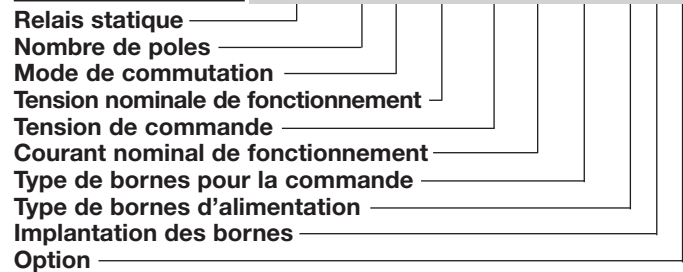 Relais statique
Nombre de poles
Mode de commutation
Tension nominale de fonctionnement
Tension de commande
Courant nominal de fonctionnement
Type de bornes pour la commande
Type de bornes d'alimentation
Implantation des bornes
Option